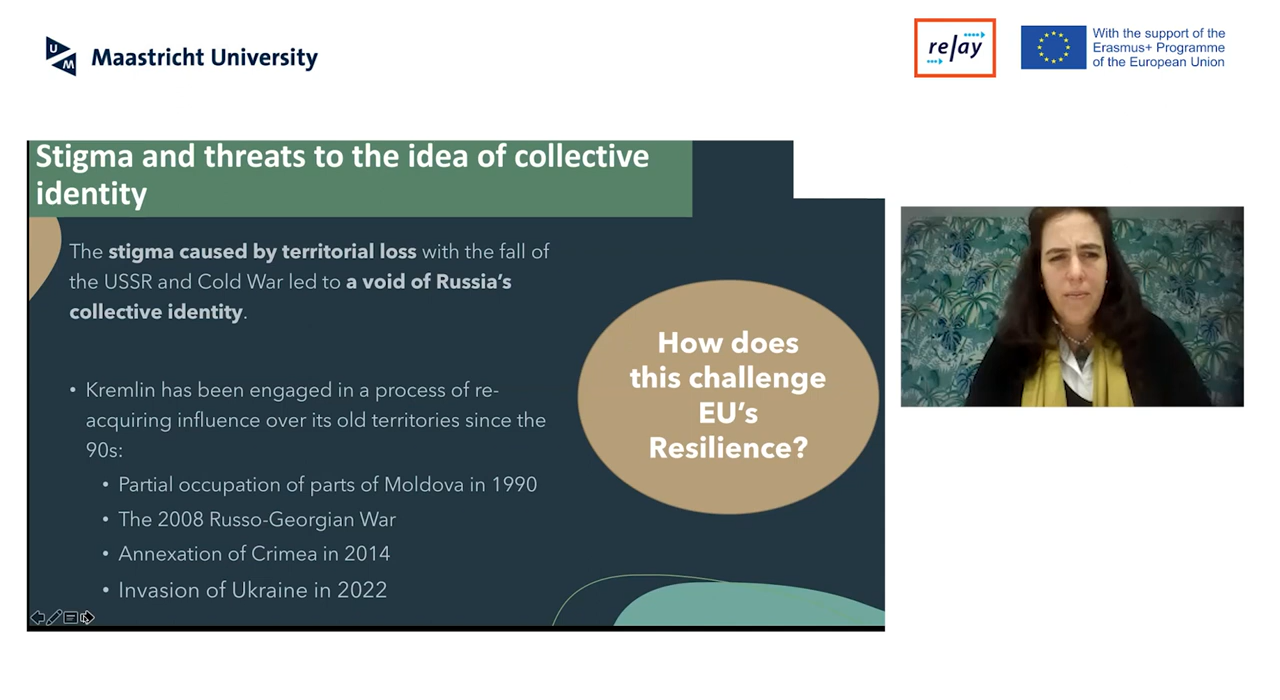 UM Maastricht University
relay
With the support of the
Erasmus+ Programme
of the European Union
Stigma and threats to the idea of collective
identity
The stigma caused by territorial loss with the fall of
the USSR and Cold War led to a void of Russia’s
collective identity.
• Kremlin has been engaged in a process of re-
acquiring influence over its old territories since the
90s:
• Partial occupation of parts of Moldova in 1990
• The 2008 Russo-Georgian War
• Annexation of Crimea in 2014
• Invasion of Ukraine in 2022
How does
this challenge
EU’s
Resilience?